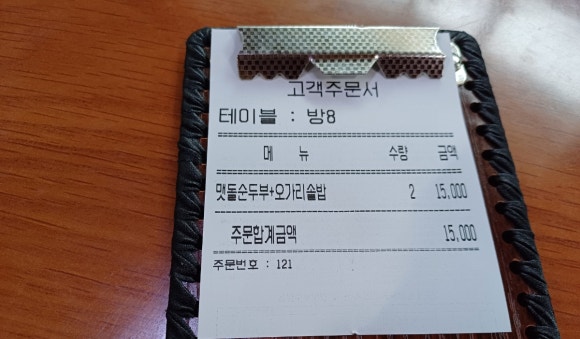 고객주문서
테이블 : 방8
메 뉴 수량 금액
맷돌순두부+오가리솥밥 2 15,000
주문합계금액 15,000
주문번호 : 121